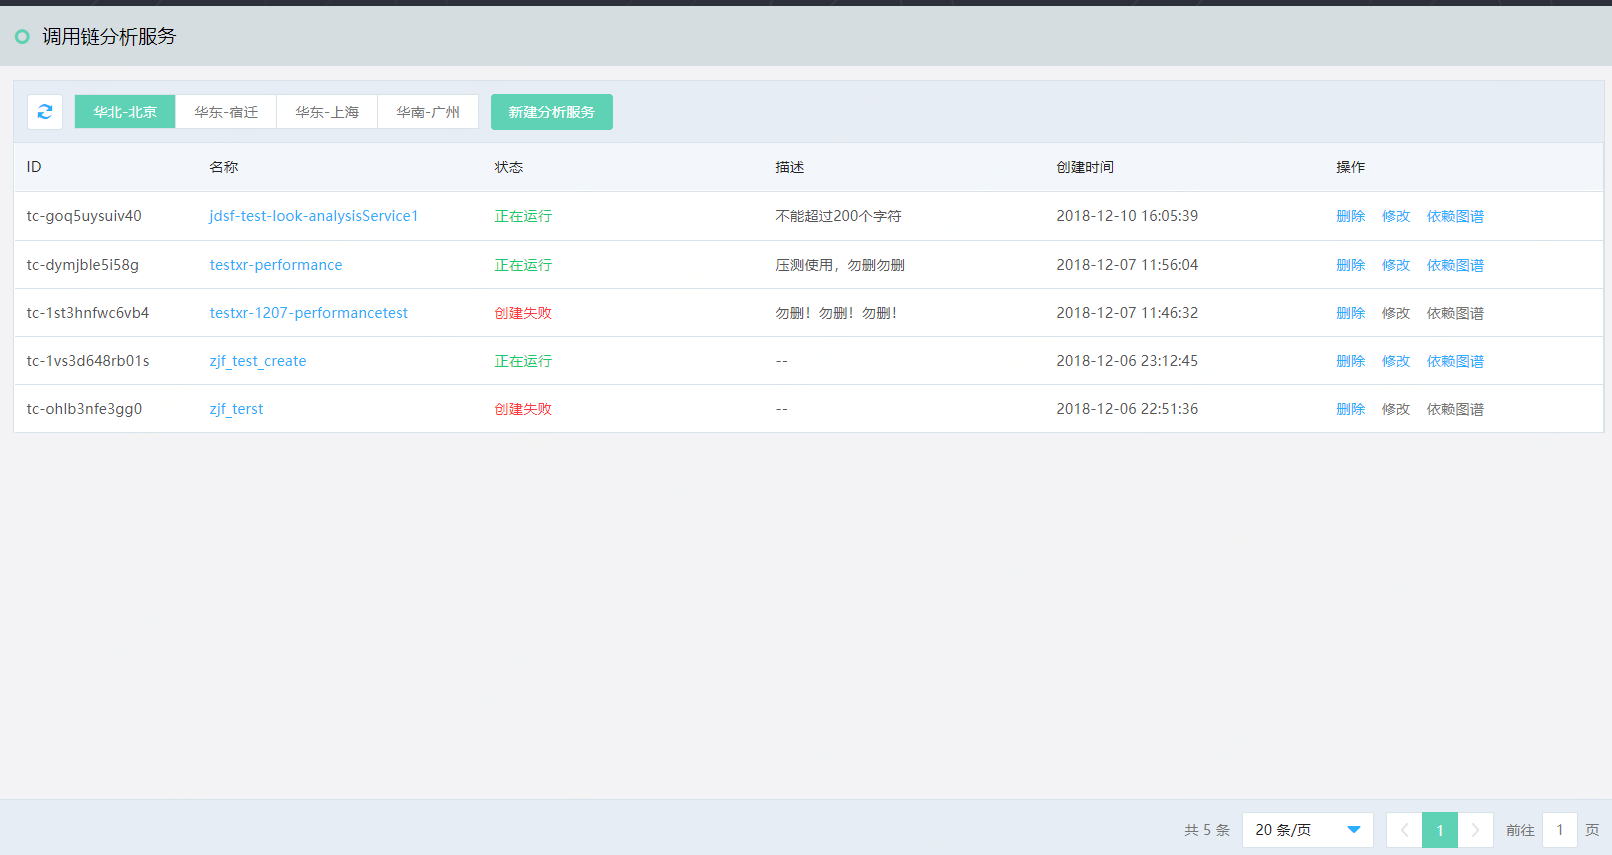 调用链分析服务
华北-北京 华东-宿迁 华东-上海 华南-广州 新建分析服务
ID 名称 状态 描述 创建时间 操作
tc-goq5uysuiv40 jdsf-test-look-analysisService1 正在运行 不能超过200个字符 2018-12-10 16:05:39 删除 修改 依赖图谱
tc-dymjble5i58g testxr-performance 正在运行 压测使用，勿删勿删 2018-12-07 11:56:04 删除 修改 依赖图谱
tc-1st3hnfwc6vb4 testxr-1207-performancetest 创建失败 勿删！勿删！勿删！ 2018-12-07 11:46:32 删除 修改 依赖图谱
tc-1vs3d648rb01s zjf_test_create 正在运行 -- 2018-12-06 23:12:45 删除 修改 依赖图谱
tc-ohlb3nfe3gg0 zjf_terst 创建失败 -- 2018-12-06 22:51:36 删除 修改 依赖图谱
共 5 条 20 条/页 1 前往 1 页